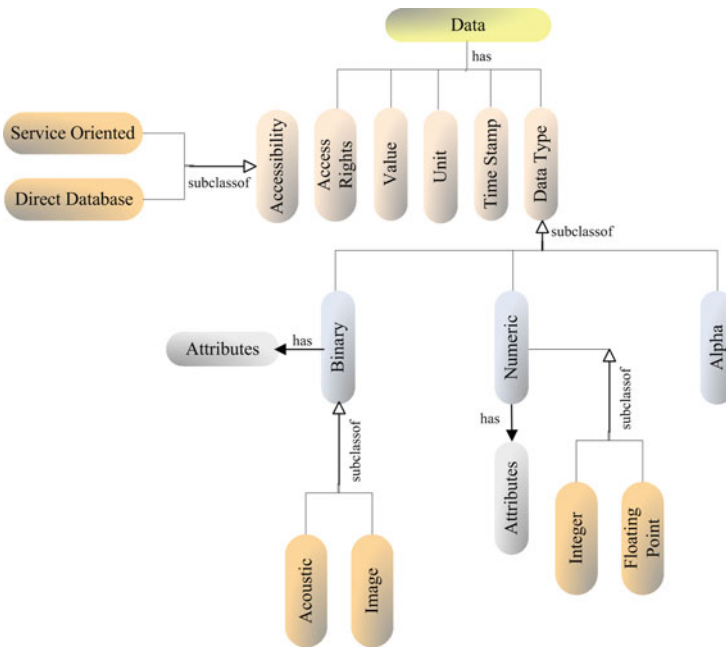 Data
has
Service Oriented
Direct Database
subclassof
Accessibility
Access
Rights
Value
Unit
Time Stamp
Data Type
subclassof
Binary
Numeric
Alpha
Attributes
has
has
Attributes
subclassof
subclassof
Acoustic
Image
Integer
Floating
Point